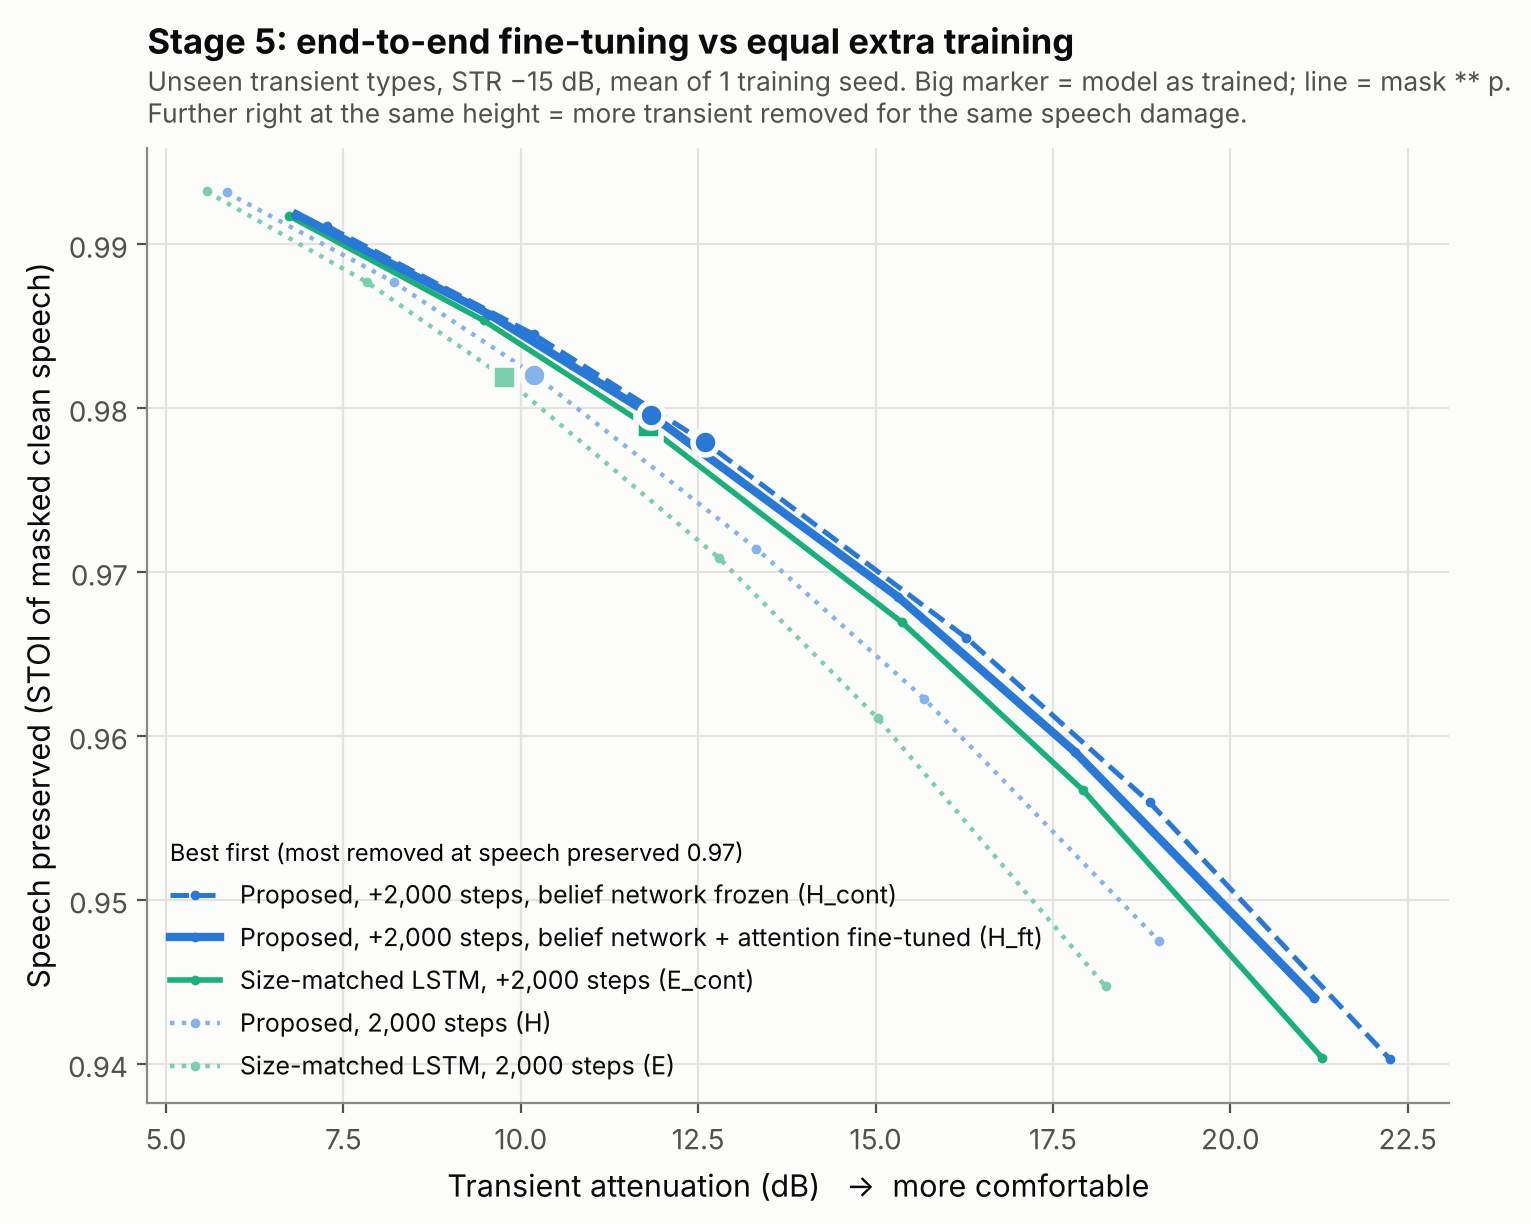 Stage 5: end-to-end fine-tuning vs equal extra training
Unseen transient types, STR −15 dB, mean of 1 training seed. Big marker = model as trained; line = mask ** p.
Further right at the same height = more transient removed for the same speech damage.
Speech preserved (STOI of masked clean speech)
0.99
0.98
0.97
0.96
0.95
0.94
Best first (most removed at speech preserved 0.97)
Proposed, +2,000 steps, belief network frozen (H_cont)
Proposed, +2,000 steps, belief network + attention fine-tuned (H_ft)
Size-matched LSTM, +2,000 steps (E_cont)
Proposed, 2,000 steps (H)
Size-matched LSTM, 2,000 steps (E)
5.0 7.5 10.0 12.5 15.0 17.5 20.0 22.5
Transient attenuation (dB) → more comfortable